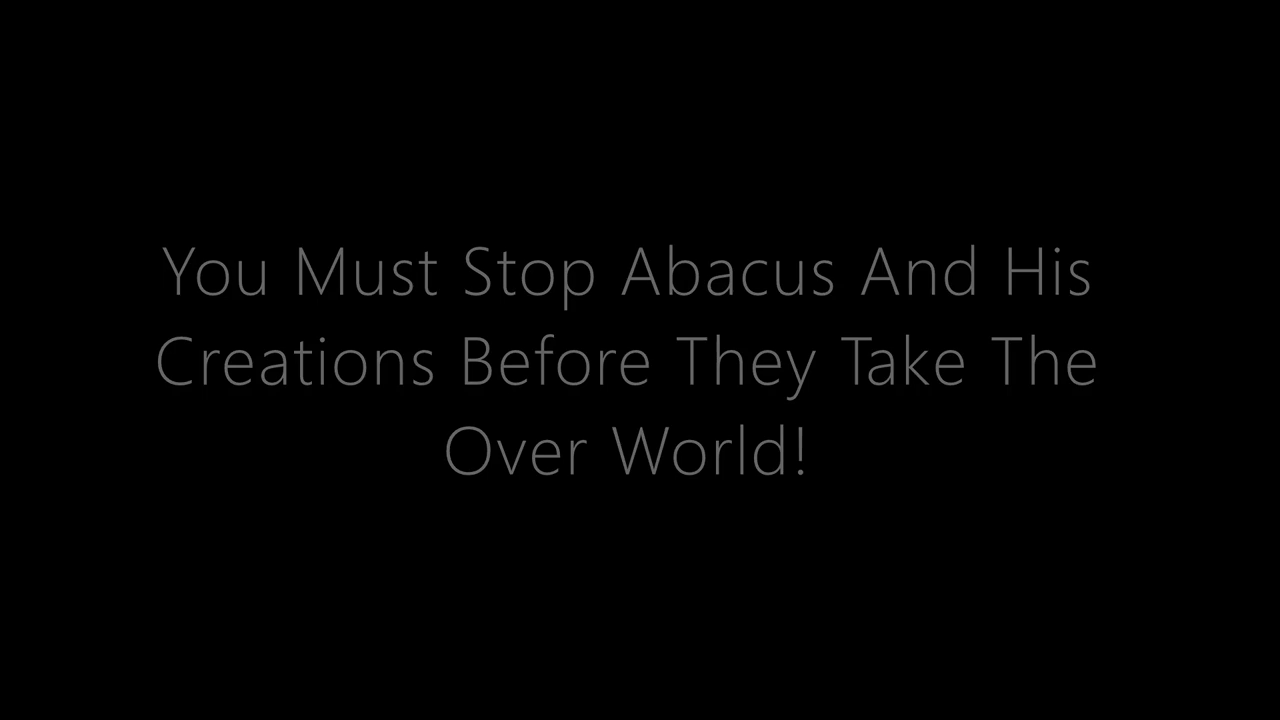 You Must Stop Abacus And His
Creations Before They Take The
Over World!